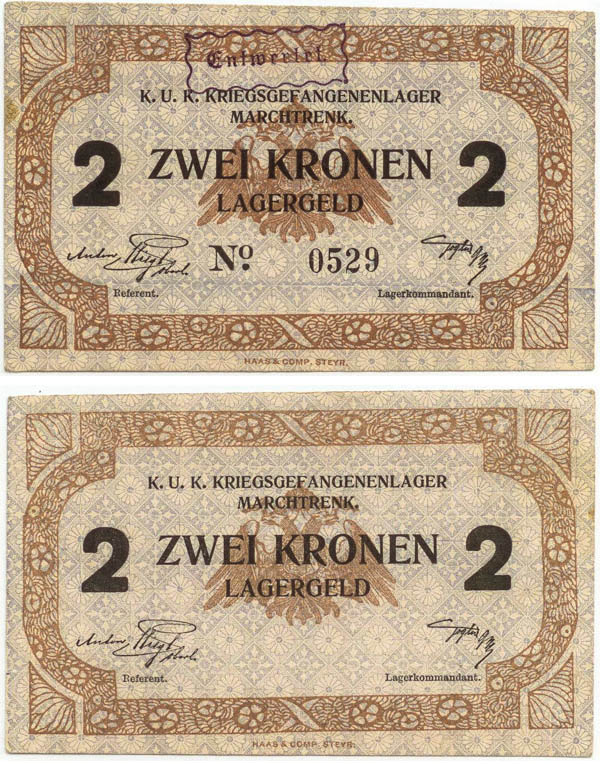 Entwertet
K. U. K. KRIEGSGEFANGENENLAGER
MARCHTRENK.
2 ZWEI KRONEN 2
LAGERGELD
Nº 0529
Referent. Lagerkommandant.
HAAS & COMP. STEYR.
K. U. K. KRIEGSGEFANGENENLAGER
MARCHTRENK.
2 ZWEI KRONEN 2
LAGERGELD
Referent. Lagerkommandant.
HAAS & COMP. STEYR.